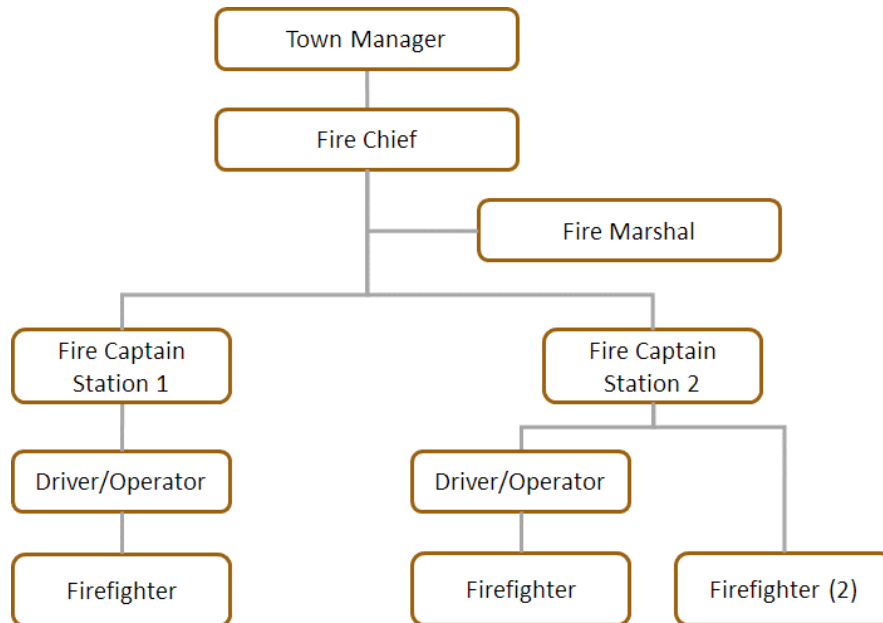 Town Manager
Fire Chief
Fire Marshal
Fire Captain
Station 1
Fire Captain
Station 2
Driver/Operator
Driver/Operator
Firefighter
Firefighter
Firefighter (2)